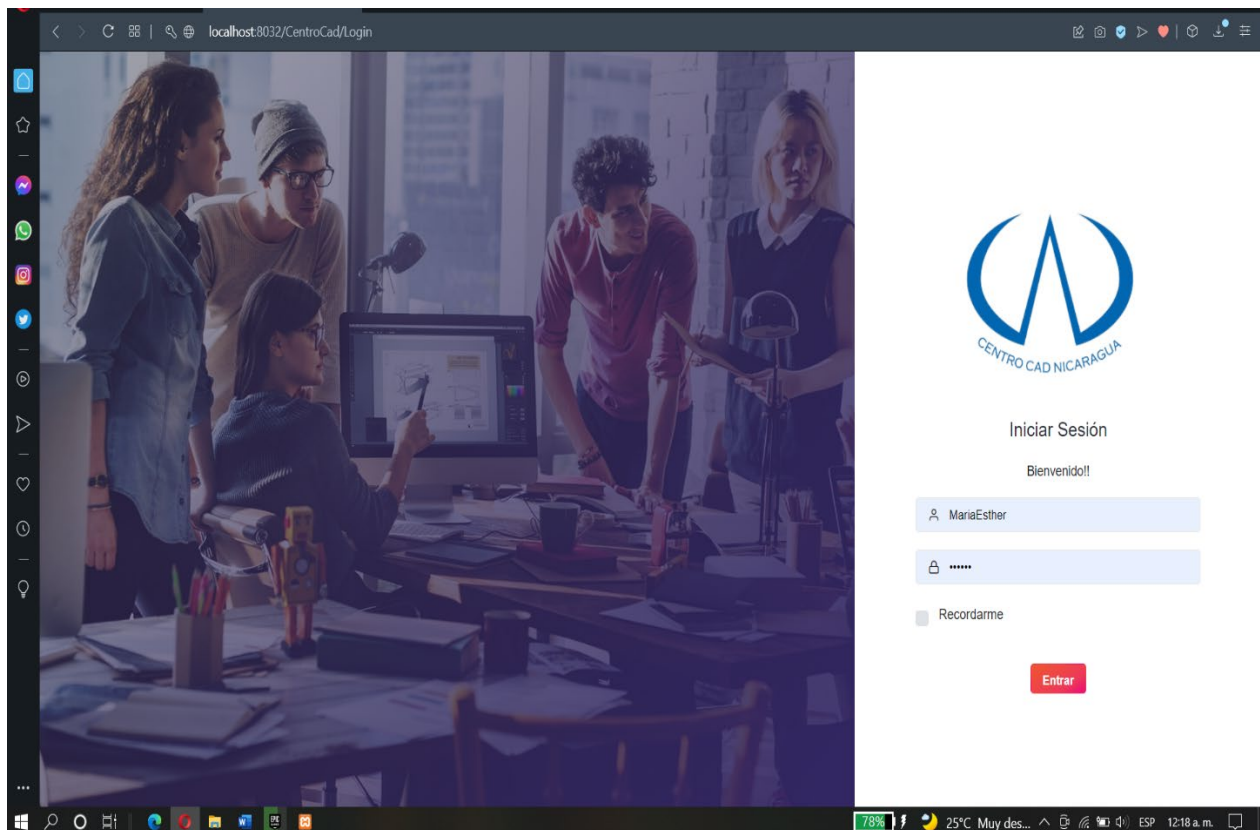 localhost:8032/CentroCad/Login
CENTRO CAD NICARAGUA
Iniciar Sesión
Bienvenido!!
MariaEsther
••••••
Recordarme
Entrar
78% 25°C Muy des... ESP 12:18 a. m.